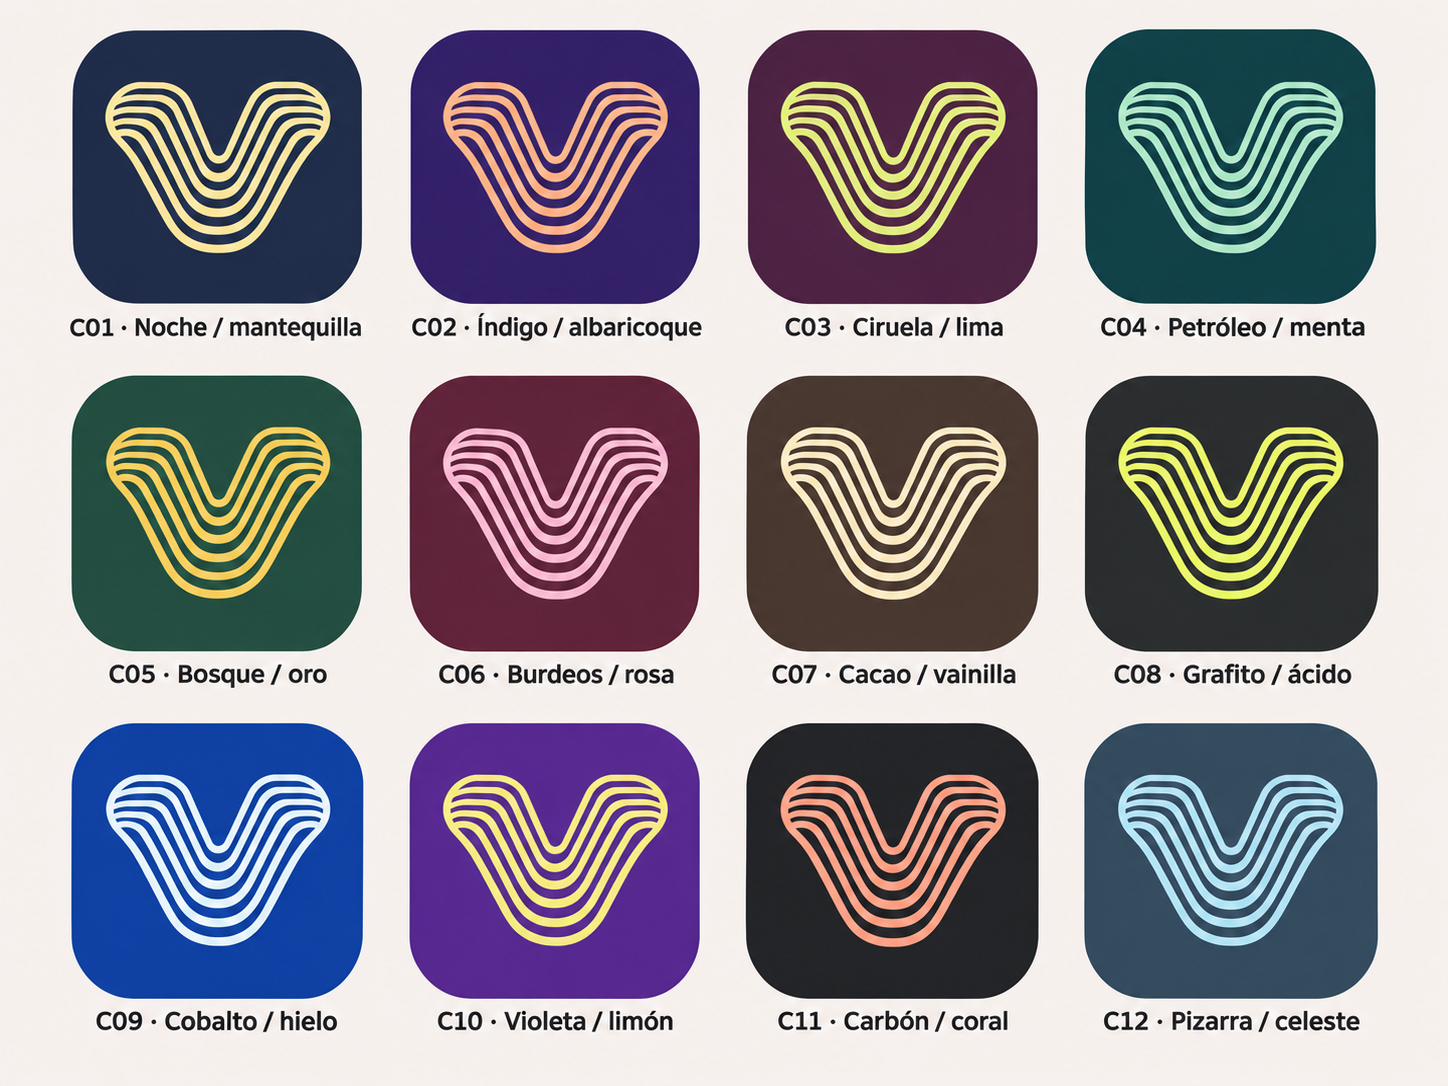 C01 · Noche / mantequilla
C02 · Índigo / albaricoque
C03 · Ciruela / lima
C04 · Petróleo / menta
C05 · Bosque / oro
C06 · Burdeos / rosa
C07 · Cacao / vainilla
C08 · Grafito / ácido
C09 · Cobalto / hielo
C10 · Violeta / limón
C11 · Carbón / coral
C12 · Pizarra / celeste